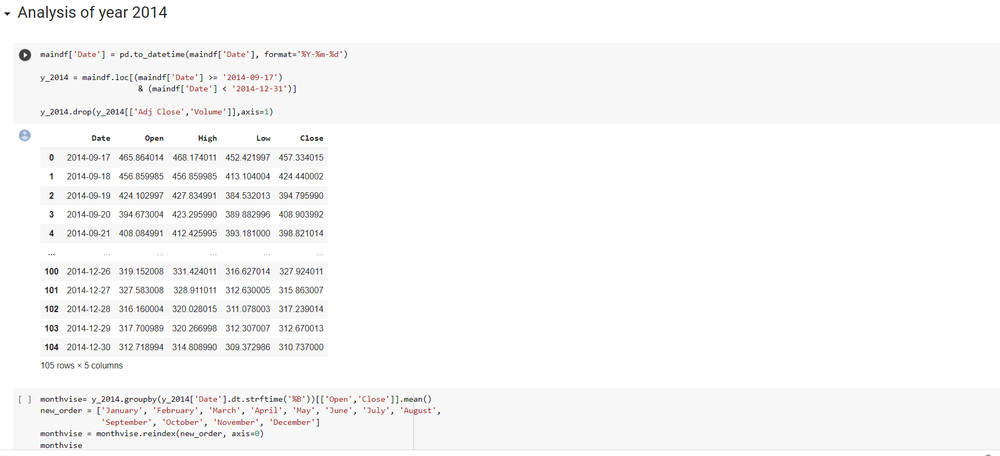 Analysis of year 2014
maindf['Date'] = pd.to_datetime(maindf['Date'], format='%Y-%m-%d')
y_2014 = maindf.loc[(maindf['Date'] >= '2014-09-17')
& (maindf['Date'] < '2014-12-31')]
y_2014.drop(y_2014[['Adj Close','Volume']],axis=1)
Date Open High Low Close
0 2014-09-17 465.864014 468.174011 452.421997 457.334015
1 2014-09-18 456.859985 456.859985 413.104004 424.440002
2 2014-09-19 424.102997 427.834991 384.532013 394.795990
3 2014-09-20 394.673004 423.295990 389.882996 408.903992
4 2014-09-21 408.084991 412.425995 393.181000 398.821014
... ... ... ... ... ...
100 2014-12-26 319.152008 331.424011 316.627014 327.924011
101 2014-12-27 327.583008 328.911011 312.630005 315.863007
102 2014-12-28 316.160004 320.028015 311.078003 317.239014
103 2014-12-29 317.700989 320.266998 312.307007 312.670013
104 2014-12-30 312.718994 314.808990 309.372986 310.737000
105 rows × 5 columns
[ ] monthvise= y_2014.groupby(y_2014['Date'].dt.strftime('%B'))[['Open','Close']].mean()
new_order = ['January', 'February', 'March', 'April', 'May', 'June', 'July', 'August',
'September', 'October', 'November', 'December']
monthvise = monthvise.reindex(new_order, axis=0)
monthvise